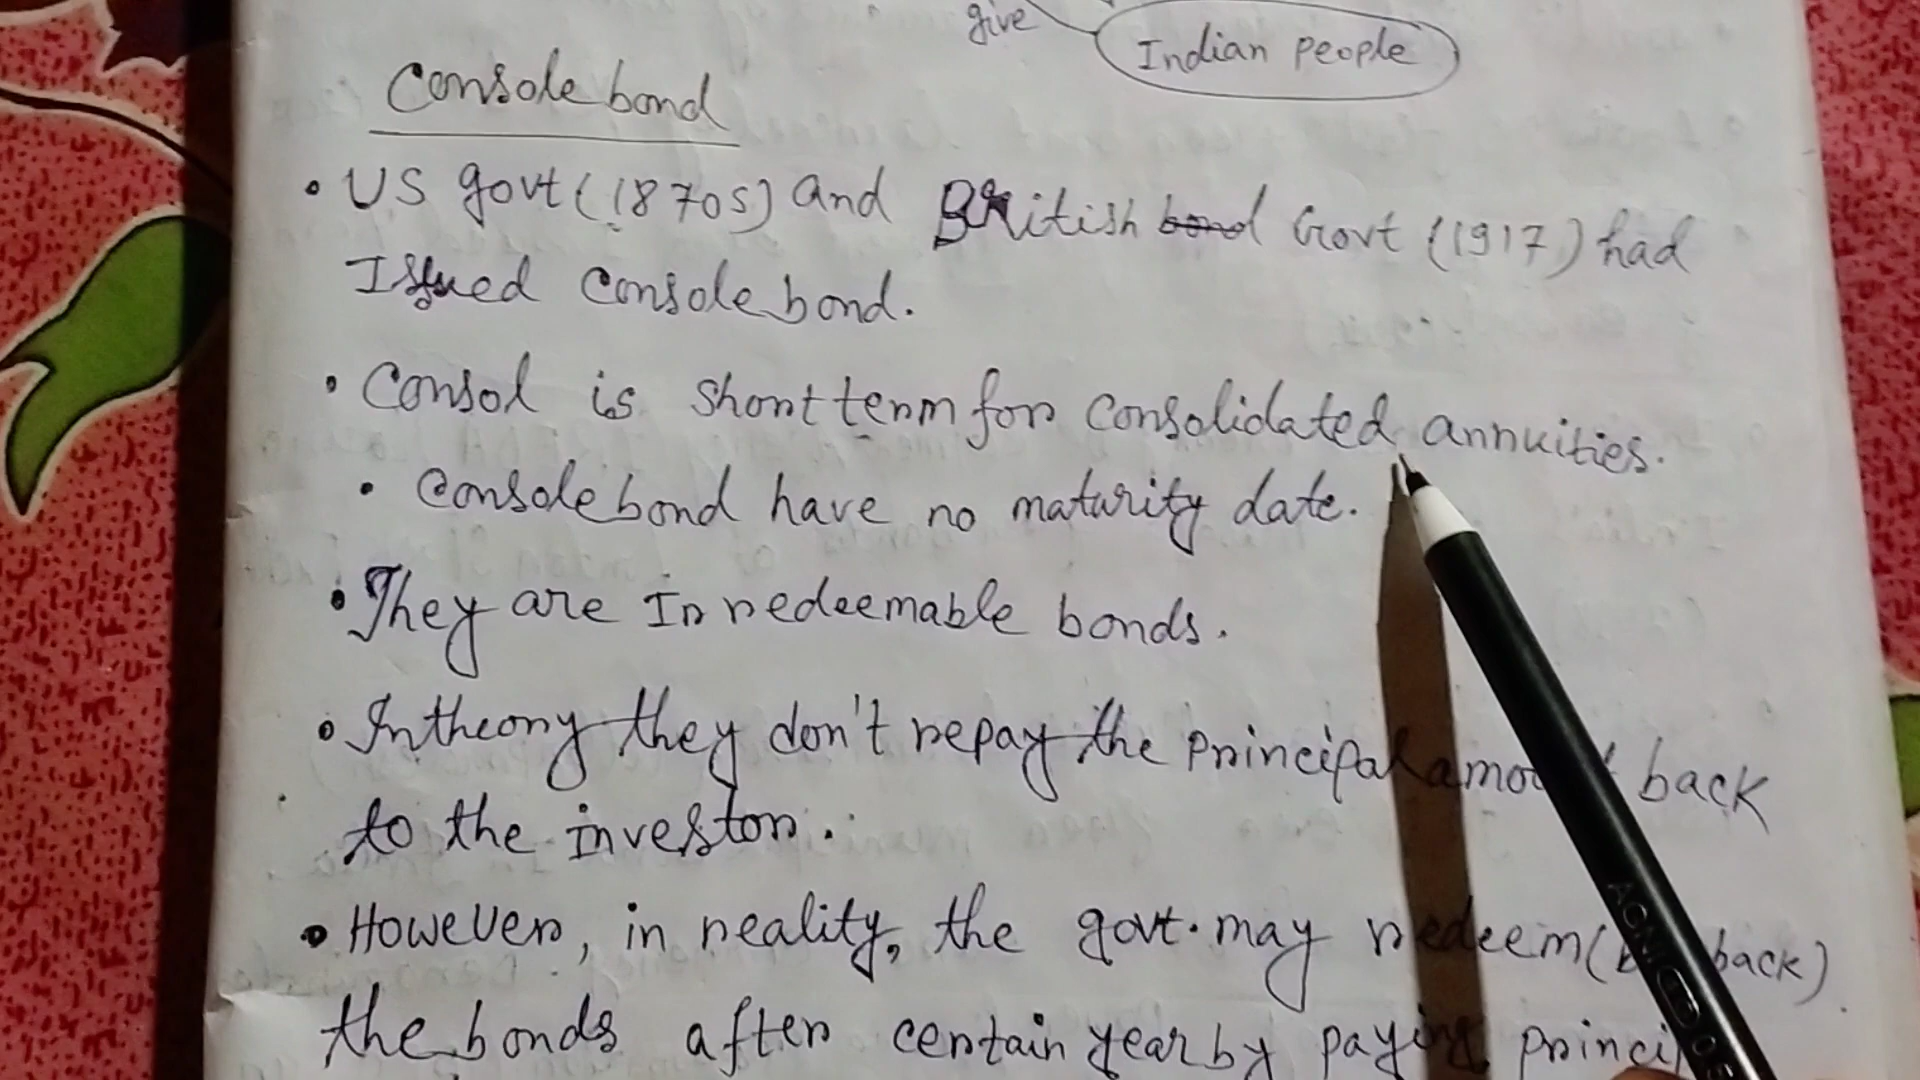 give
Indian people
Console bond
• US govt (1870s) and British bond Govt (1917) had
Issued console bond.
• Consol is short term for consolidated annuities.
• console bond have no maturity date.
• They are Irredeemable bonds.
• In theory they don't repay the principal back
to the investor.
• However, in reality, the govt. may redeem ( back)
the bonds after certain year by paying